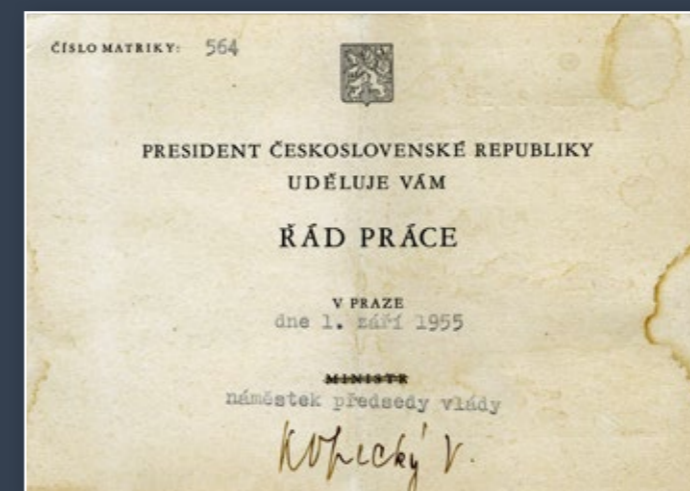 ČÍSLO MATRIKY: 564
PRESIDENT ČESKOSLOVENSKÉ REPUBLIKY
UDĚLUJE VÁM
ŘÁD PRÁCE
V PRAZE
dne 1. září 1955
MINISTR
náměstek předsedy vlády
Kopecký V.